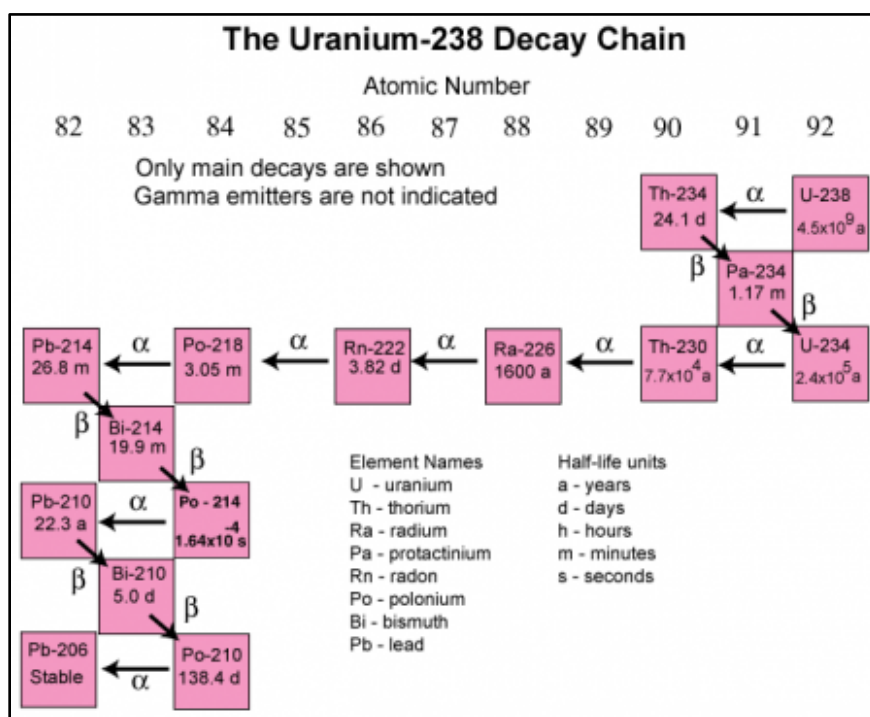 The Uranium-238 Decay Chain
Atomic Number
82 83 84 85 86 87 88 89 90 91 92
Only main decays are shown
Gamma emitters are not indicated
Th-234
24.1 d
α
U-238
4.5x10⁹ a
β
Pa-234
1.17 m
β
Pb-214
26.8 m
α
Po-218
3.05 m
α
Rn-222
3.82 d
α
Ra-226
1600 a
α
Th-230
7.7x10⁴ a
α
U-234
2.4x10⁵ a
β
Bi-214
19.9 m
β
Pb-210
22.3 a
α
Po - 214
1.64x10⁻⁴ s
β
Bi-210
5.0 d
β
Pb-206
Stable
α
Po-210
138.4 d
Element Names
U - uranium
Th - thorium
Ra - radium
Pa - protactinium
Rn - radon
Po - polonium
Bi - bismuth
Pb - lead
Half-life units
a - years
d - days
h - hours
m - minutes
s - seconds